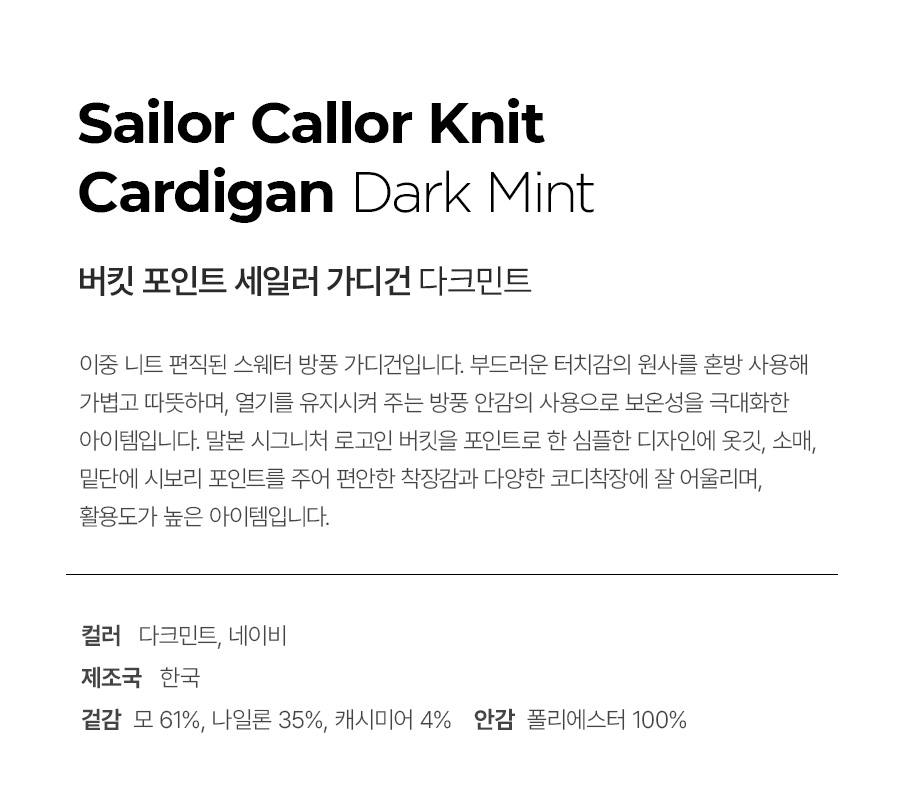 Sailor Callor Knit
Cardigan Dark Mint
버킷 포인트 세일러 가디건 다크민트
이중 니트 편직된 스웨터 방풍 가디건입니다. 부드러운 터치감의 원사를 혼방 사용해
가볍고 따뜻하며, 열기를 유지시켜 주는 방풍 안감의 사용으로 보온성을 극대화한
아이템입니다. 말본 시그니처 로고인 버킷을 포인트로 한 심플한 디자인에 옷깃, 소매,
밑단에 시보리 포인트를 주어 편안한 착장감과 다양한 코디착장에 잘 어울리며,
활용도가 높은 아이템입니다.
컬러 다크민트, 네이비
제조국 한국
겉감 모 61%, 나일론 35%, 캐시미어 4% 안감 폴리에스터 100%